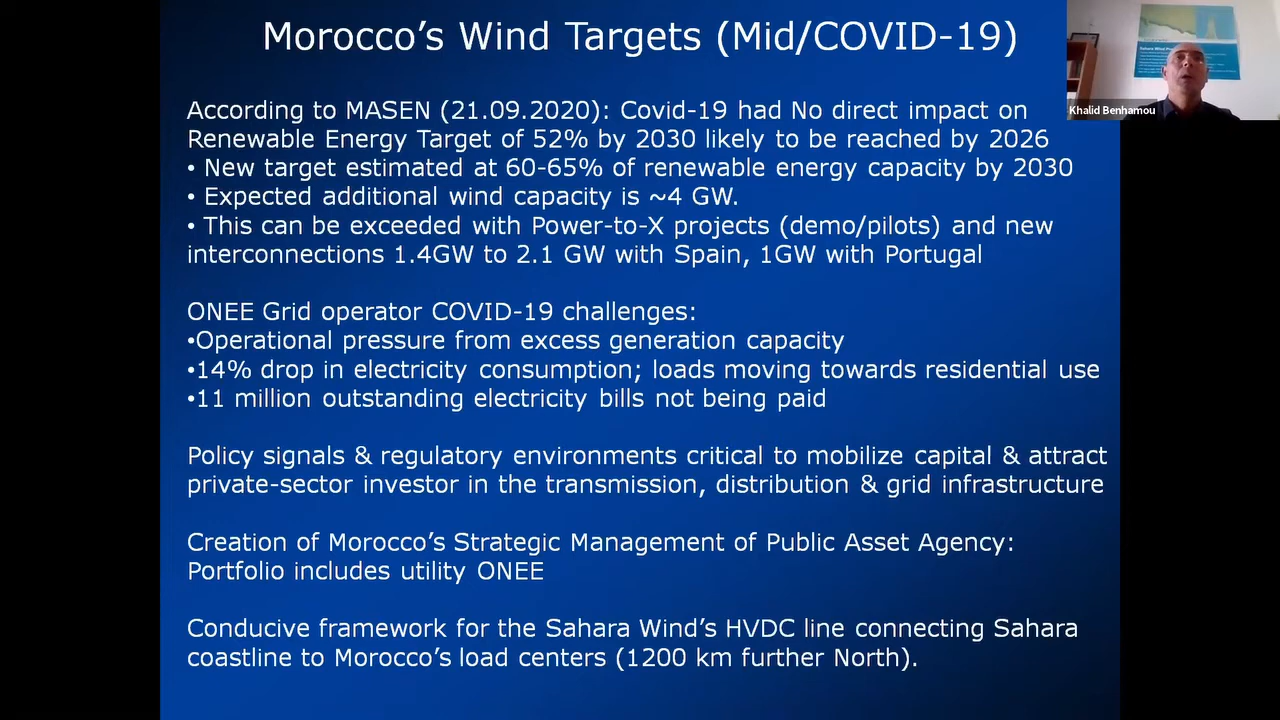 Morocco’s Wind Targets (Mid/COVID-19)
Khalid Benhamou
According to MASEN (21.09.2020): Covid-19 had No direct impact on
Renewable Energy Target of 52% by 2030 likely to be reached by 2026
• New target estimated at 60-65% of renewable energy capacity by 2030
• Expected additional wind capacity is ~4 GW.
• This can be exceeded with Power-to-X projects (demo/pilots) and new
interconnections 1.4GW to 2.1 GW with Spain, 1GW with Portugal
ONEE Grid operator COVID-19 challenges:
•Operational pressure from excess generation capacity
•14% drop in electricity consumption; loads moving towards residential use
•11 million outstanding electricity bills not being paid
Policy signals & regulatory environments critical to mobilize capital & attract
private-sector investor in the transmission, distribution & grid infrastructure
Creation of Morocco’s Strategic Management of Public Asset Agency:
Portfolio includes utility ONEE
Conducive framework for the Sahara Wind’s HVDC line connecting Sahara
coastline to Morocco’s load centers (1200 km further North).